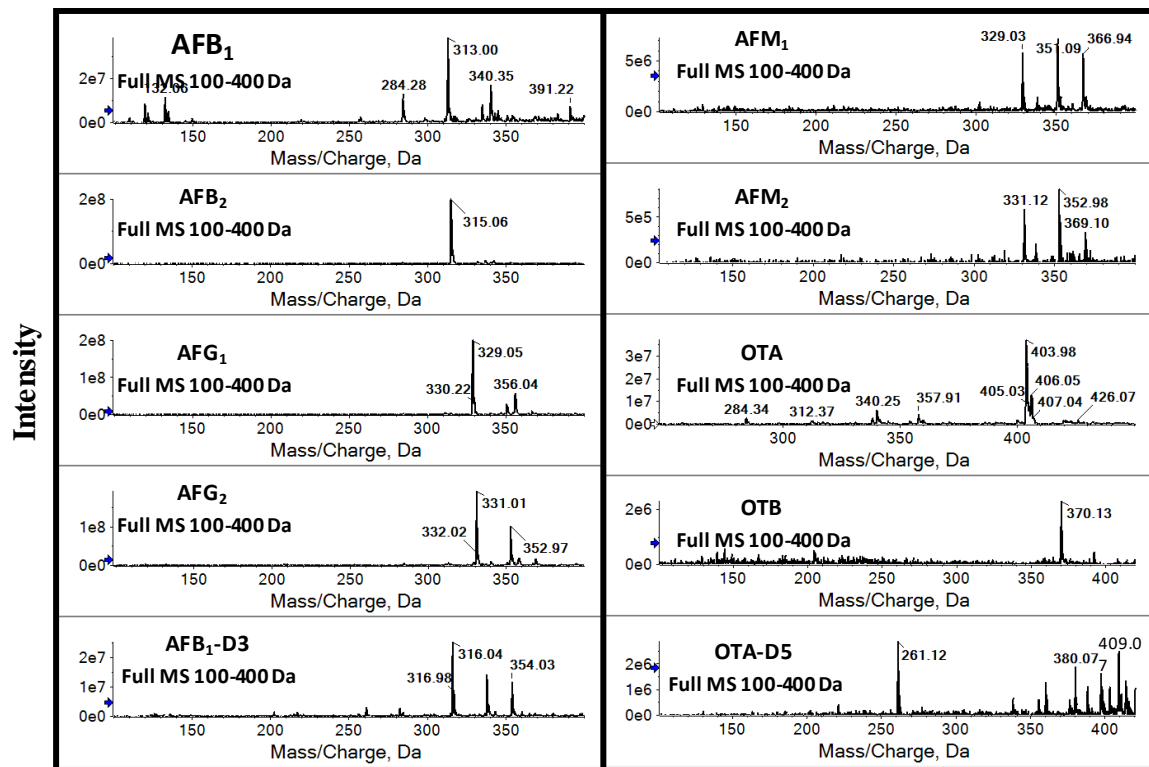 Intensity
AFB1
Full MS 100-400 Da
2e7
0e0
132.06
284.28
313.00
340.35
391.22
100 150 200 250 300 350
Mass/Charge, Da
AFB2
Full MS 100-400 Da
2e8
0e0
315.06
100 150 200 250 300 350
Mass/Charge, Da
AFG1
Full MS 100-400 Da
2e8
1e8
0e0
329.05
330.22
356.04
100 150 200 250 300 350
Mass/Charge, Da
AFG2
Full MS 100-400 Da
1e8
0e0
331.01
332.02
352.97
100 150 200 250 300 350
Mass/Charge, Da
AFB1-D3
Full MS 100-400 Da
2e7
1e7
0e0
316.04
316.98
354.03
100 150 200 250 300 350
Mass/Charge, Da
AFM1
Full MS 100-400 Da
5e6
0e0
329.03
351.09
366.94
100 150 200 250 300 350
Mass/Charge, Da
AFM2
Full MS 100-400 Da
5e5
0e0
331.12
352.98
369.10
150 200 250 300 350
Mass/Charge, Da
OTA
Full MS 100-400 Da
3e7
2e7
1e7
0e0
284.34
312.37
340.25
357.91
403.98
405.03
406.05
407.04
426.07
300 350 400
Mass/Charge, Da
OTB
Full MS 100-400 Da
2e6
0e0
370.13
150 200 250 300 350 400
Mass/Charge, Da
OTA-D5
Full MS 100-400 Da
2e6
1e6
0e0
261.12
380.07
409.0
7
150 200 250 300 350 400
Mass/Charge, Da